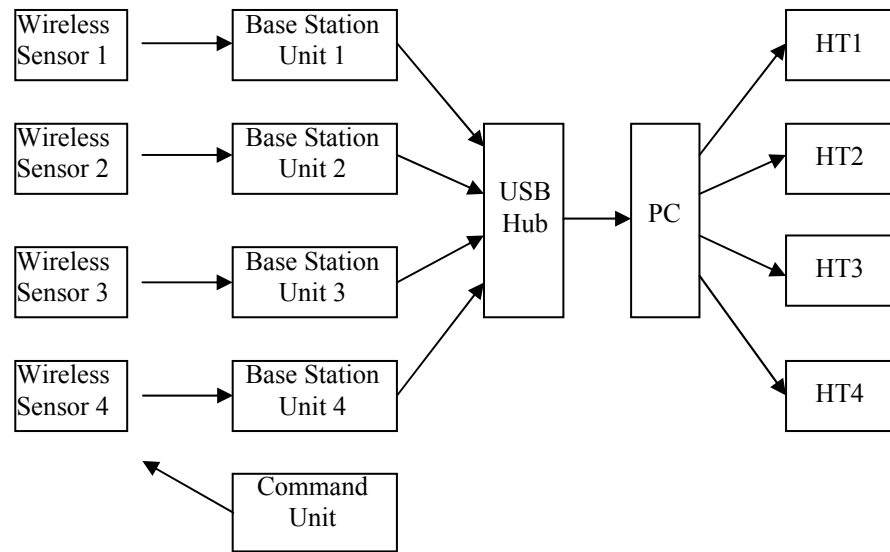 Wireless
Sensor 1
Base Station
Unit 1
HT1
Wireless
Sensor 2
Base Station
Unit 2
HT2
USB
Hub
PC
Wireless
Sensor 3
Base Station
Unit 3
HT3
Wireless
Sensor 4
Base Station
Unit 4
HT4
Command
Unit